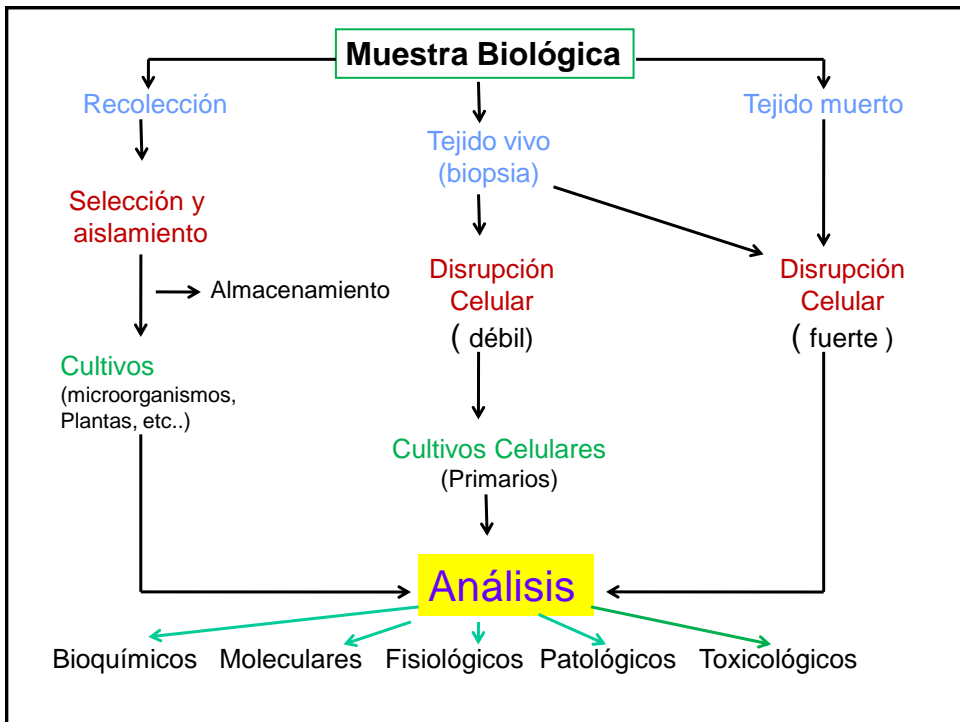 Muestra Biológica
Recolección
Tejido muerto
Tejido vivo
(biopsia)
Selección y
aislamiento
Disrupción
Celular
( débil)
Disrupción
Celular
( fuerte )
Almacenamiento
Cultivos
(microorganismos,
Plantas, etc..)
Cultivos Celulares
(Primarios)
Análisis
Bioquímicos Moleculares Fisiológicos Patológicos Toxicológicos